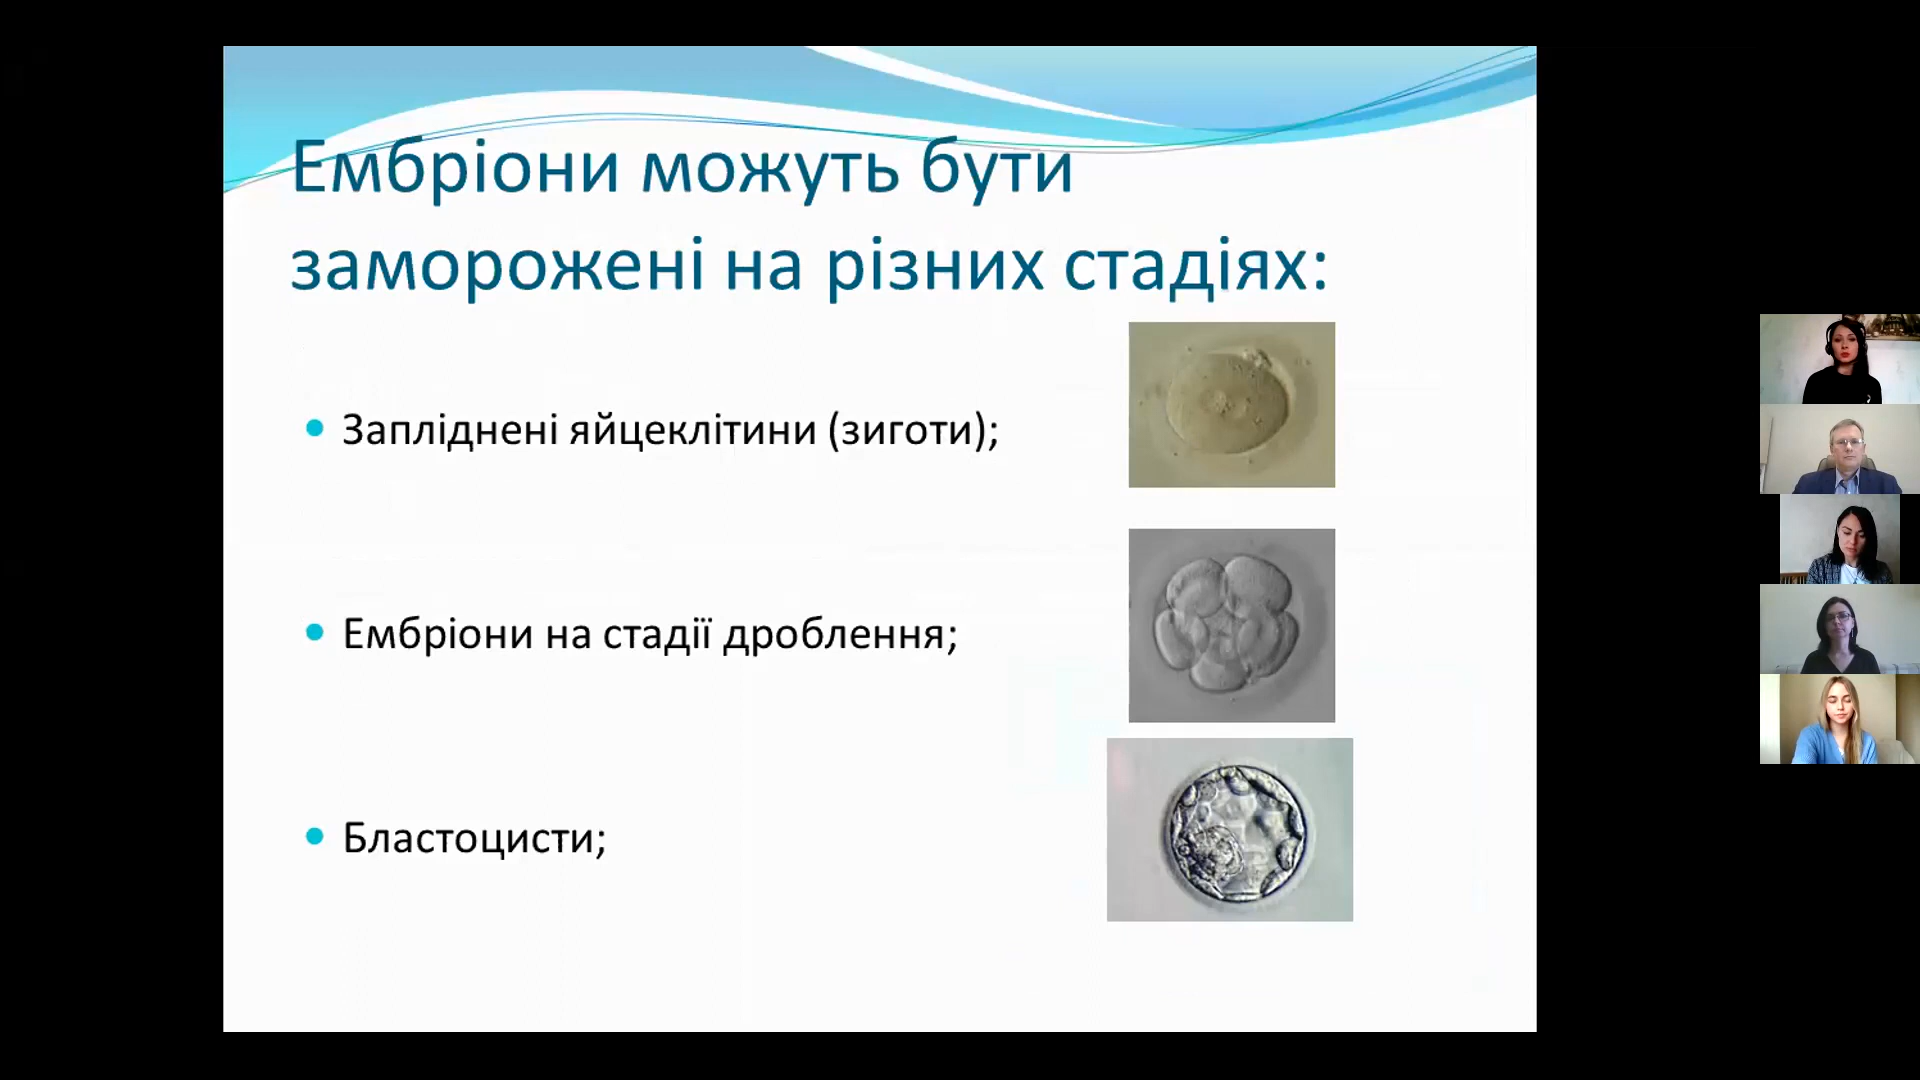 Ембріони можуть бути
заморожені на різних стадіях:
• Запліднені яйцеклітини (зиготи);
• Ембріони на стадії дроблення;
• Бластоцисти;